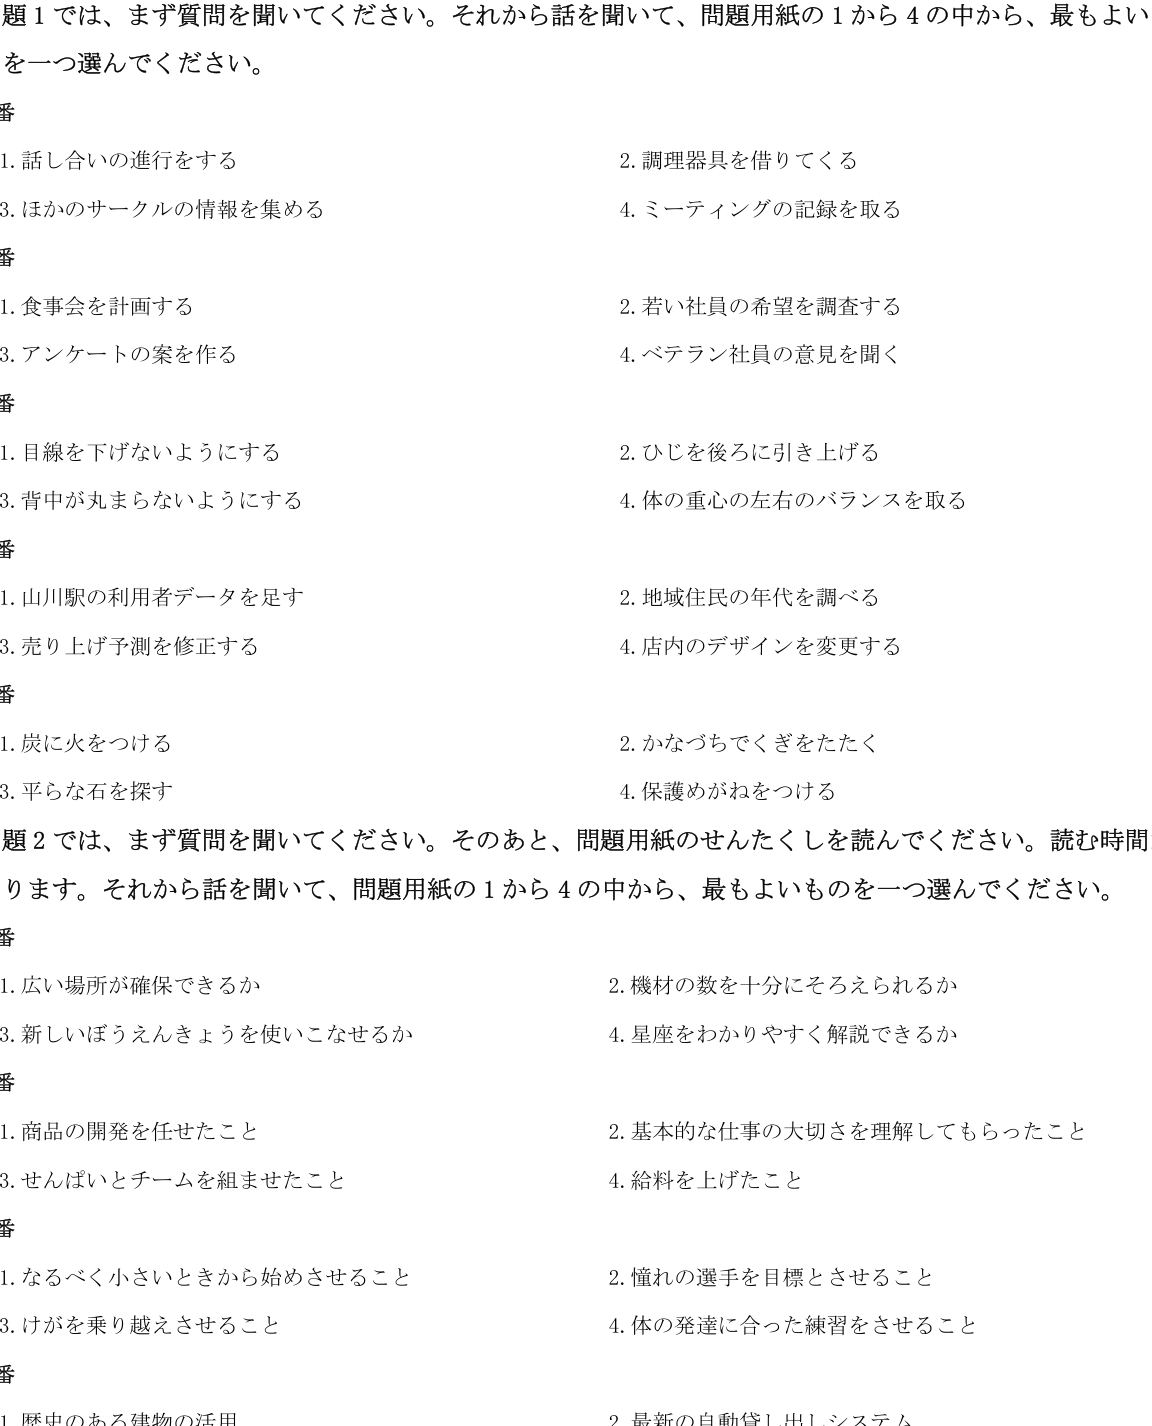 題1では、まず質問を聞いてください。それから話を聞いて、問題用紙の1から4の中から、最もよい
を一つ選んでください。
番
1. 話し合いの進行をする 2. 調理器具を借りてくる
3. ほかのサークルの情報を集める 4. ミーティングの記録を取る
番
1. 食事会を計画する 2. 若い社員の希望を調査する
3. アンケートの案を作る 4. ベテラン社員の意見を聞く
番
1. 目線を下げないようにする 2. ひじを後ろに引き上げる
3. 背中が丸まらないようにする 4. 体の重心の左右のバランスを取る
番
1. 山川駅の利用者データを足す 2. 地域住民の年代を調べる
3. 売り上げ予測を修正する 4. 店内のデザインを変更する
番
1. 炭に火をつける 2. かなづちでくぎをたたく
3. 平らな石を探す 4. 保護めがねをつける
題2では、まず質問を聞いてください。そのあと、問題用紙のせんたくしを読んでください。読む時間
ります。それから話を聞いて、問題用紙の1から4の中から、最もよいものを一つ選んでください。
番
1. 広い場所が確保できるか 2. 機材の数を十分にそろえられるか
3. 新しいぼうえんきょうを使いこなせるか 4. 星座をわかりやすく解説できるか
番
1. 商品の開発を任せたこと 2. 基本的な仕事の大切さを理解してもらったこと
3. せんぱいとチームを組ませたこと 4. 給料を上げたこと
番
1. なるべく小さいときから始めさせること 2. 憧れの選手を目標とさせること
3. けがを乗り越えさせること 4. 体の発達に合った練習をさせること
番
1. 歴史のある建物の活用 2. 最新の自動貸し出しシステム